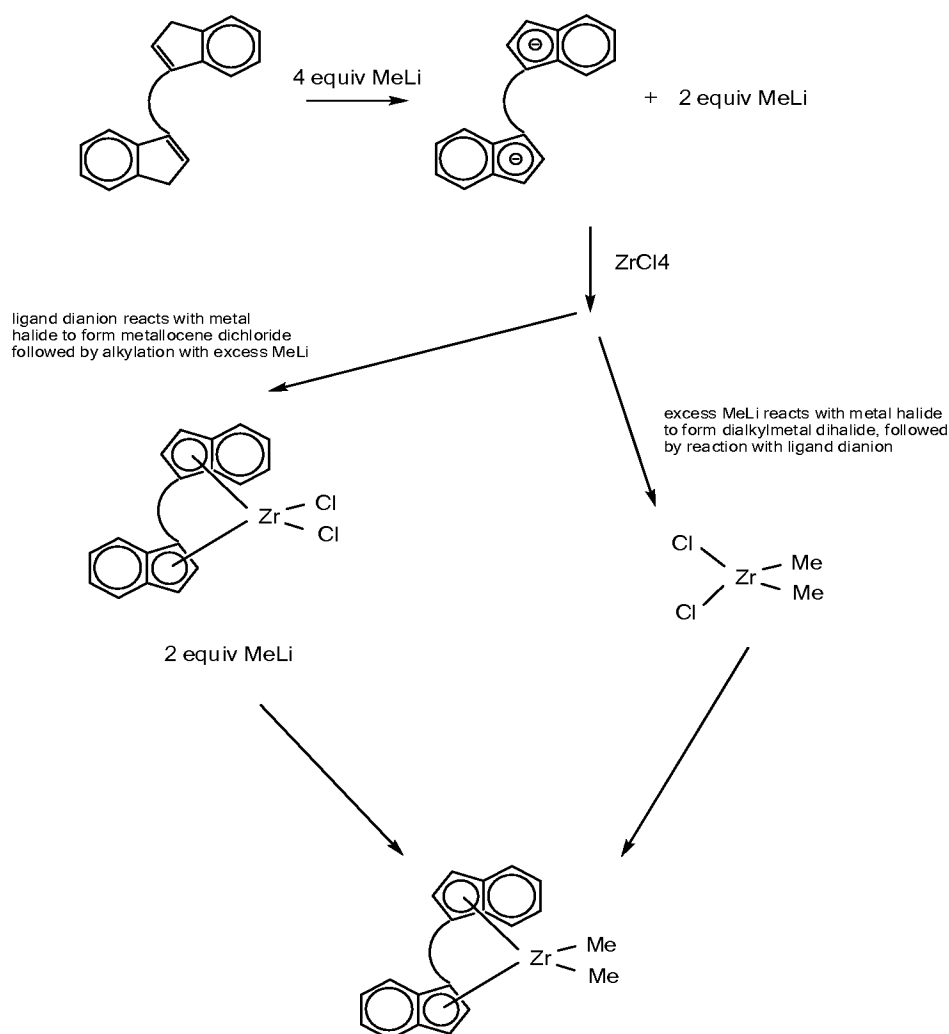 4 equiv MeLi
⊖
+ 2 equiv MeLi
⊖
ZrCl4
ligand dianion reacts with metal
halide to form metallocene dichloride
followed by alkylation with excess MeLi
excess MeLi reacts with metal halide
to form dialkylmetal dihalide, followed
by reaction with ligand dianion
Zr
Cl
Cl
Cl
Cl
Zr
Me
Me
2 equiv MeLi
Zr
Me
Me